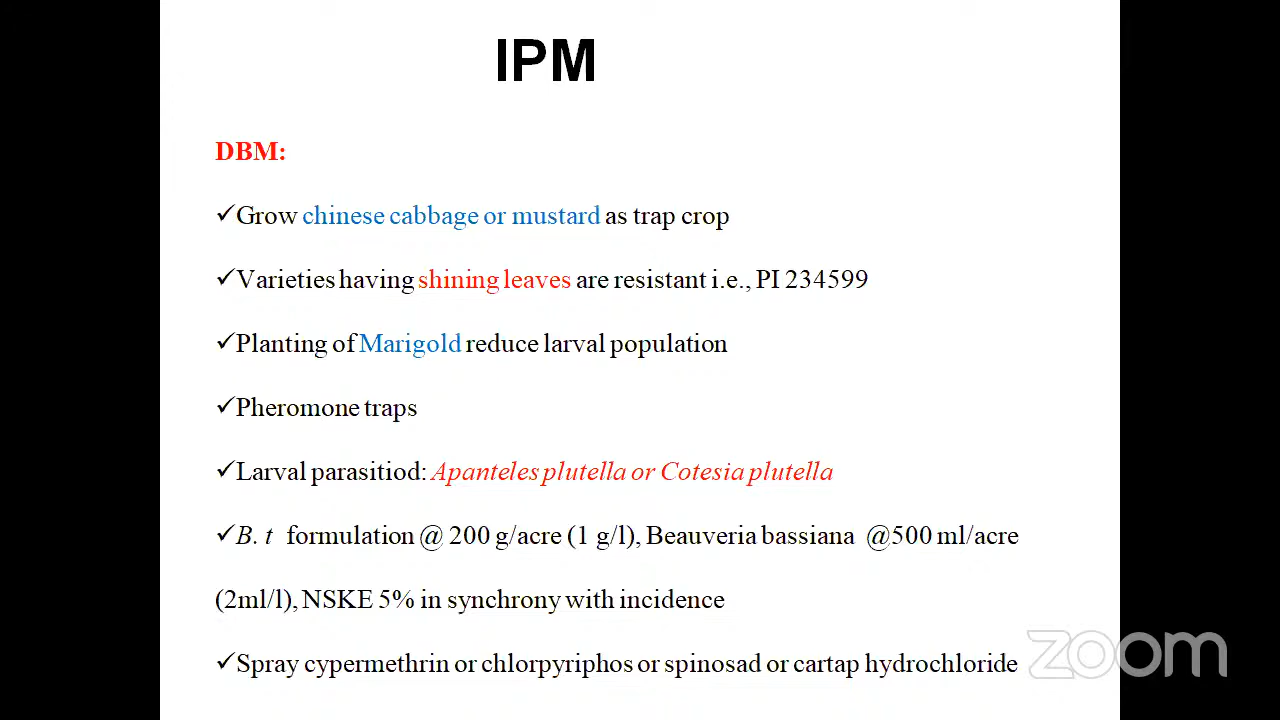 IPM
DBM:
✓Grow chinese cabbage or mustard as trap crop
✓Varieties having shining leaves are resistant i.e., PI 234599
✓Planting of Marigold reduce larval population
✓Pheromone traps
✓Larval parasitiod: Apanteles plutella or Cotesia plutella
✓B. t formulation @ 200 g/acre (1 g/l), Beauveria bassiana @500 ml/acre
(2ml/l), NSKE 5% in synchrony with incidence
✓Spray cypermethrin or chlorpyriphos or spinosad or cartap hydrochloride
zoom